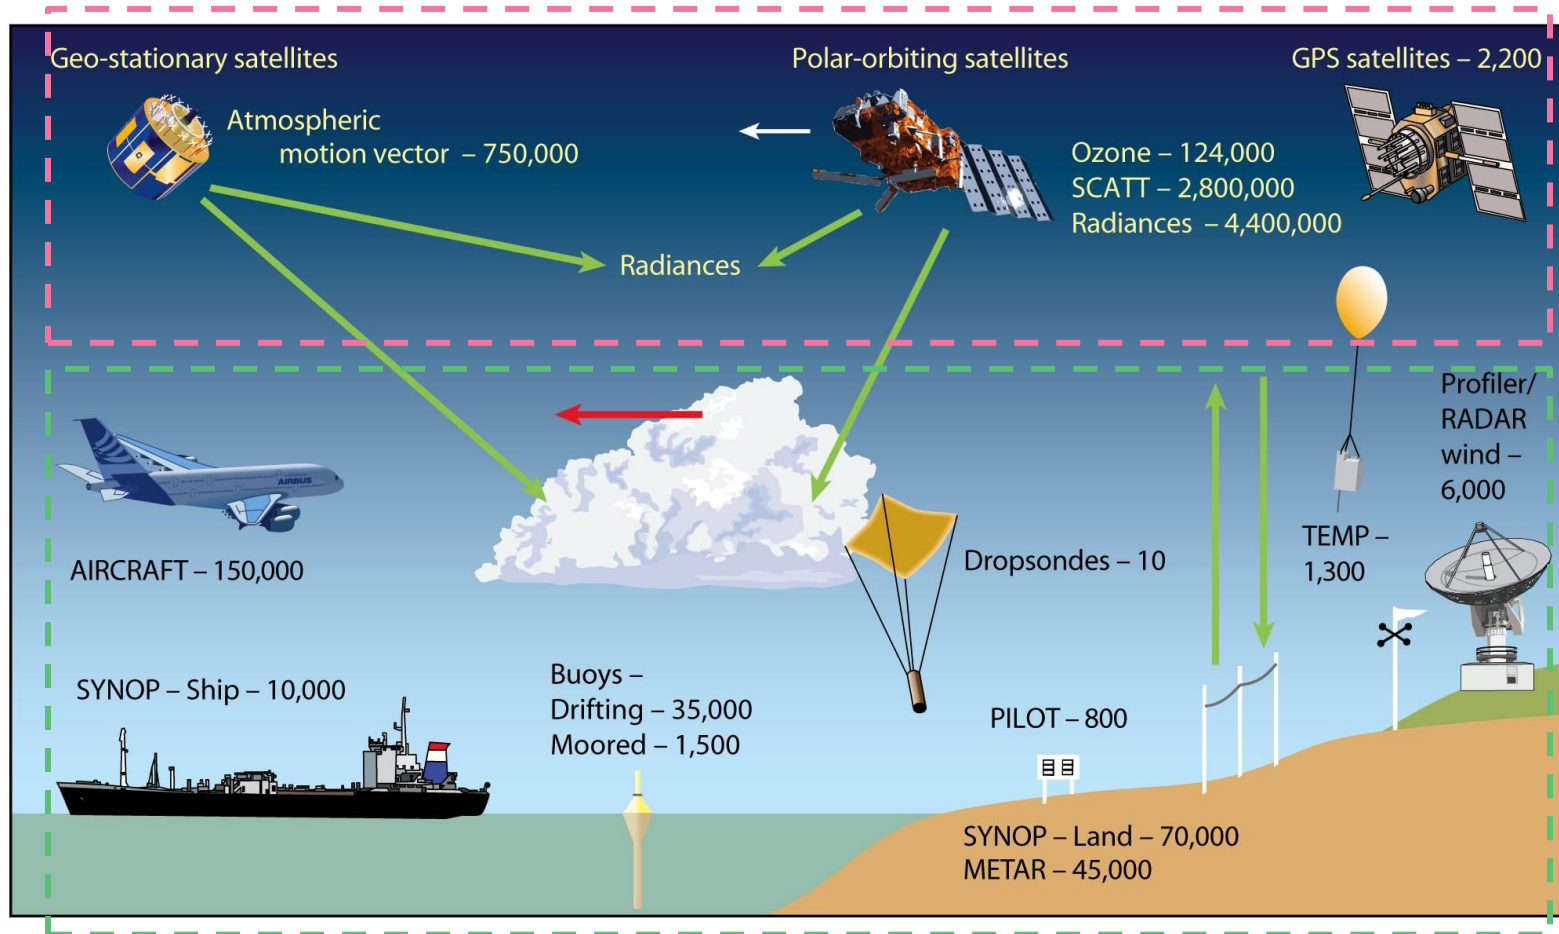 Geo-stationary satellites
Polar-orbiting satellites
GPS satellites – 2,200
Atmospheric
motion vector – 750,000
Ozone – 124,000
SCATT – 2,800,000
Radiances – 4,400,000
Radiances
Profiler/
RADAR
wind –
6,000
AIRBUS
TEMP –
1,300
AIRCRAFT – 150,000
Dropsondes – 10
SYNOP – Ship – 10,000
Buoys –
Drifting – 35,000
Moored – 1,500
PILOT – 800
SYNOP – Land – 70,000
METAR – 45,000